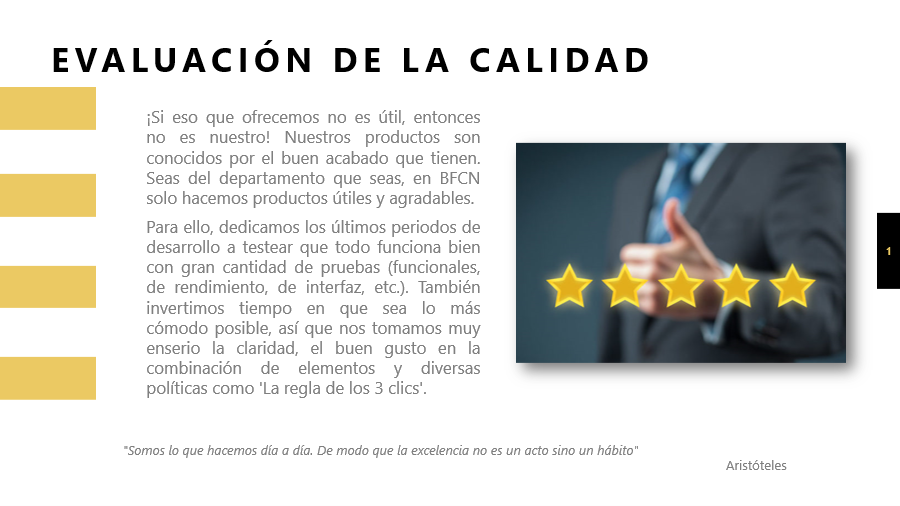 EVALUACIÓN DE LA CALIDAD
¡Si eso que ofrecemos no es útil, entonces
no es nuestro! Nuestros productos son
conocidos por el buen acabado que tienen.
Seas del departamento que seas, en BFCN
solo hacemos productos útiles y agradables.
Para ello, dedicamos los últimos periodos de
desarrollo a testear que todo funciona bien
con gran cantidad de pruebas (funcionales,
de rendimiento, de interfaz, etc.). También
invertimos tiempo en que sea lo más
cómodo posible, así que nos tomamos muy
enserio la claridad, el buen gusto en la
combinación de elementos y diversas
políticas como 'La regla de los 3 clics'.
1
"Somos lo que hacemos día a día. De modo que la excelencia no es un acto sino un hábito"
Aristóteles